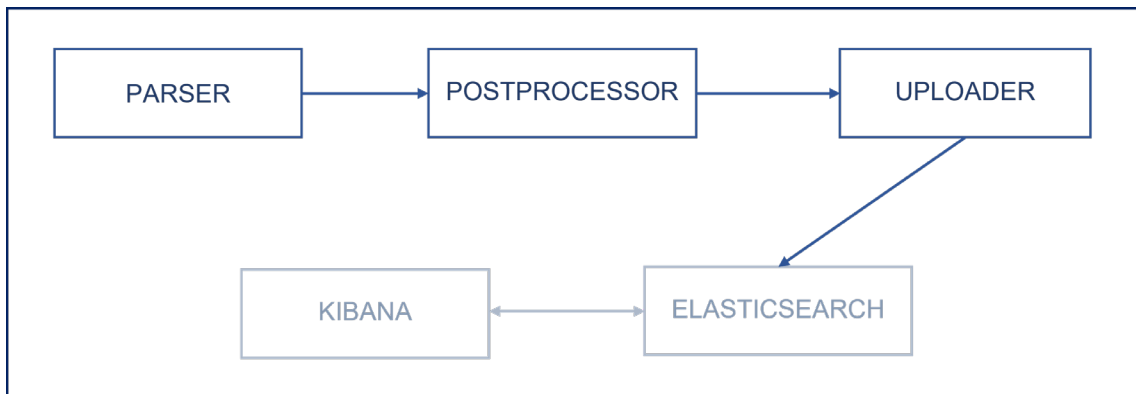 PARSER
POSTPROCESSOR
UPLOADER
KIBANA
ELASTICSEARCH